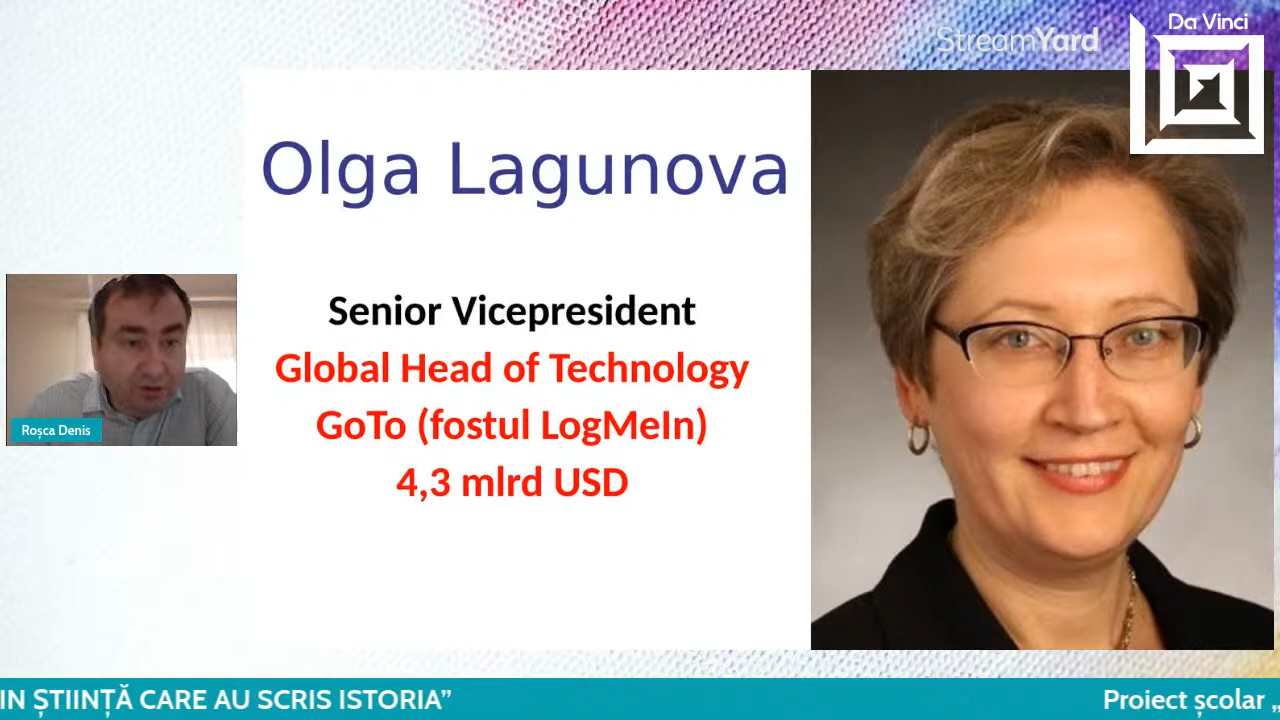 StreamYard
Da Vinci
Olga Lagunova
Senior Vicepresident
Global Head of Technology
GoTo (fostul LogMeIn)
4,3 mlrd USD
Roșca Denis
IN ȘTIINȚĂ CARE AU SCRIS ISTORIA”
Proiect școlar „